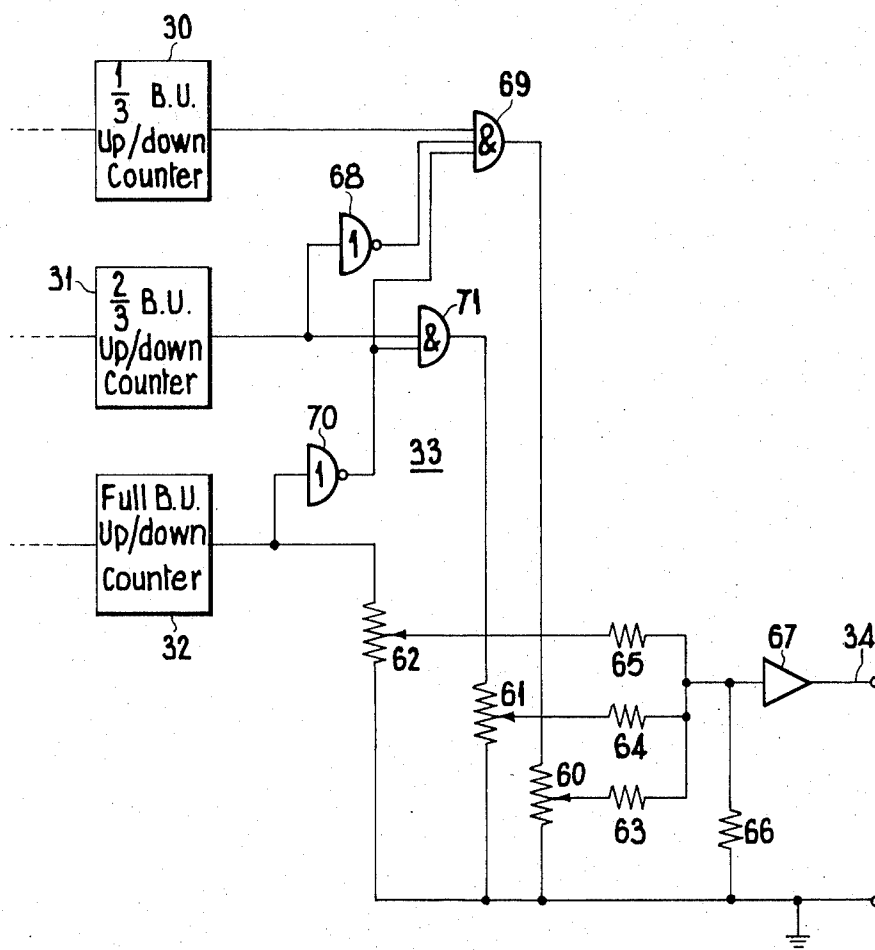 30
1/3 B.U.
Up/down
Counter
69
&
68
1
31
2/3 B.U.
Up/down
Counter
71
&
70
1
33
Full B.U.
Up/down
Counter
32
62
65
67
34
61
64
60
63
66